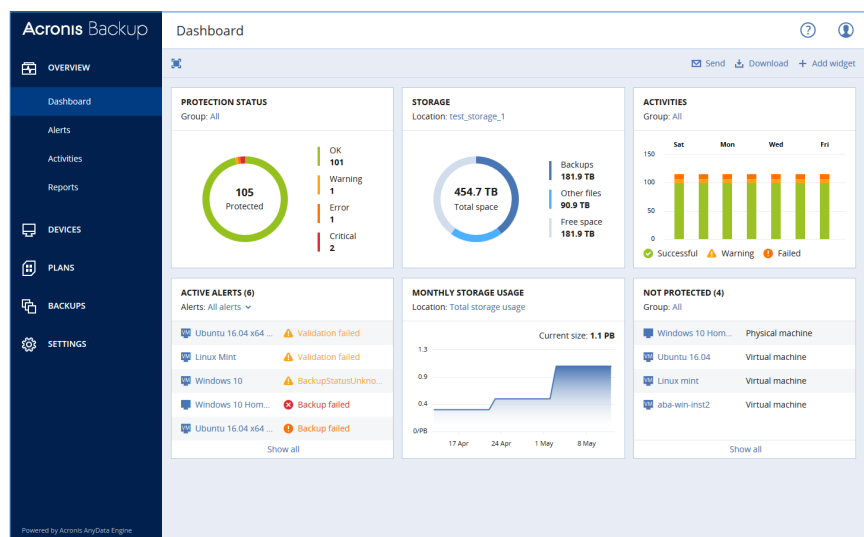 Acronis Backup
Dashboard
OVERVIEW
Dashboard
Alerts
Activities
Reports
DEVICES
PLANS
BACKUPS
SETTINGS
Powered by Acronis AnyData Engine
Send
Download
+ Add widget
PROTECTION STATUS
Group: All
105
Protected
OK
101
Warning
1
Error
1
Critical
2
STORAGE
Location: test_storage_1
454.7 TB
Total space
Backups
181.9 TB
Other files
90.9 TB
Free space
181.9 TB
ACTIVITIES
Group: All
Sat Mon Wed Fri
150
100
50
0
Successful Warning Failed
ACTIVE ALERTS (6)
Alerts: All alerts
VM Ubuntu 16.04 x64 ... Validation failed
VM Linux Mint Validation failed
VM Windows 10 BackupStatusUnkno...
Windows 10 Hom... Backup failed
VM Ubuntu 16.04 x64 ... Backup failed
Show all
MONTHLY STORAGE USAGE
Location: Total storage usage
Current size: 1.1 PB
1.3
0.9
0.4
0/PB
17 Apr 24 Apr 1 May 8 May
NOT PROTECTED (4)
Group: All
Windows 10 Hom... Physical machine
VM Ubuntu 16.04 Virtual machine
VM Linux mint Virtual machine
VM aba-win-inst2 Virtual machine
Show all